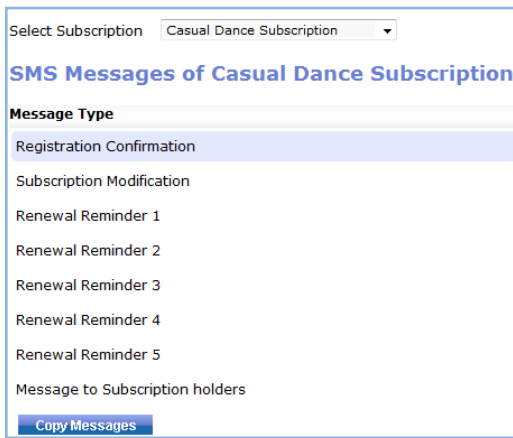 Select Subscription Casual Dance Subscription
SMS Messages of Casual Dance Subscription
Message Type
Registration Confirmation
Subscription Modification
Renewal Reminder 1
Renewal Reminder 2
Renewal Reminder 3
Renewal Reminder 4
Renewal Reminder 5
Message to Subscription holders
Copy Messages